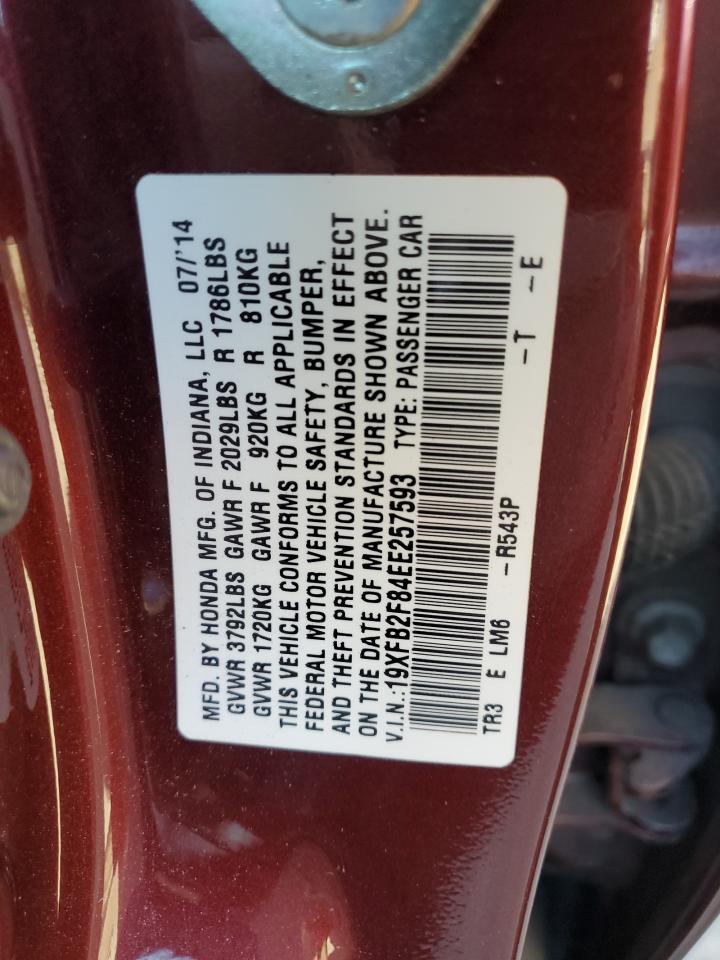 MFD. BY HONDA MFG. OF INDIANA, LLC 07/'14
GVWR 3792LBS GAWR F 2029LBS R 1786LBS
GVWR 1720KG GAWR F 920KG R 810KG
THIS VEHICLE CONFORMS TO ALL APPLICABLE
FEDERAL MOTOR VEHICLE SAFETY, BUMPER,
AND THEFT PREVENTION STANDARDS IN EFFECT
ON THE DATE OF MANUFACTURE SHOWN ABOVE.
V.I.N.:19XFB2F84EE257593 TYPE: PASSENGER CAR
TR3 E LM6 -R543P -T -E